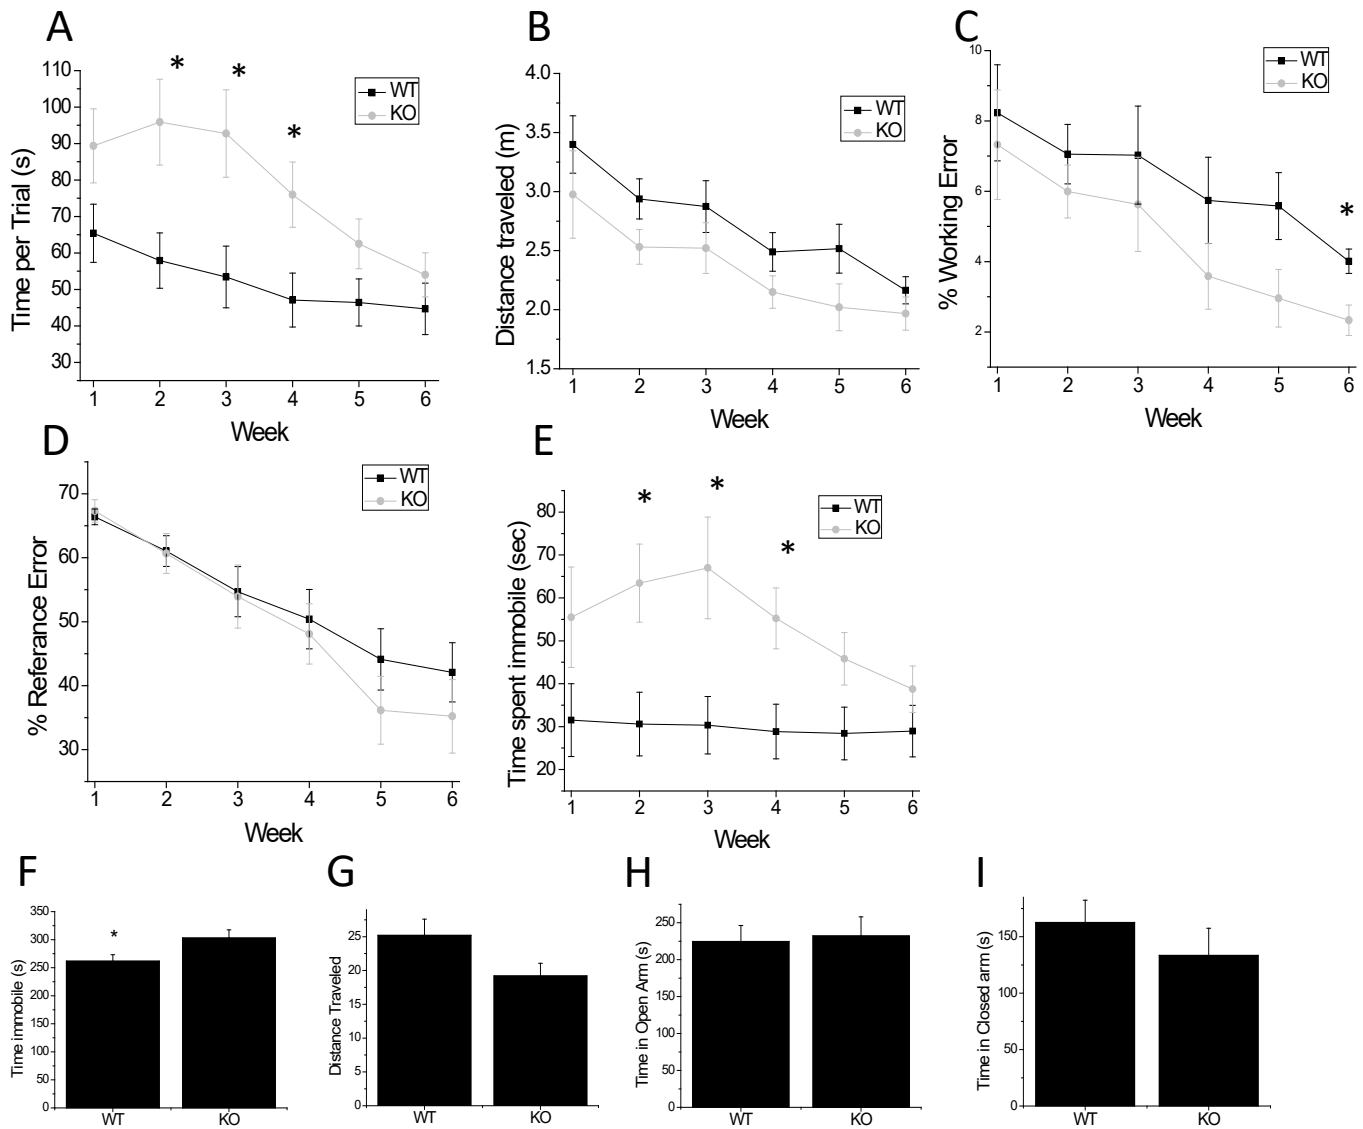 A
Time per Trial (s)
110
100
90
80
70
60
50
40
30
* * *
WT
KO
1 2 3 4 5 6
Week
B
Distance traveled (m)
4.0
3.5
3.0
2.5
2.0
1.5
WT
KO
1 2 3 4 5 6
Week
C
% Working Error
10
8
6
4
2
*
WT
KO
1 2 3 4 5 6
Week
D
% Referance Error
70
60
50
40
30
WT
KO
1 2 3 4 5 6
Week
E
Time spent immobile (sec)
80
70
60
50
40
30
20
* * *
WT
KO
1 2 3 4 5 6
Week
F
Time immobile (s)
350
300
250
200
150
100
50
0
*
WT KO
G
Distance Traveled
25
20
15
10
5
0
WT KO
H
Time in Open Arm (s)
250
225
200
175
150
125
100
75
50
25
0
WT KO
I
Time in Closed arm (s)
150
100
50
0
WT KO